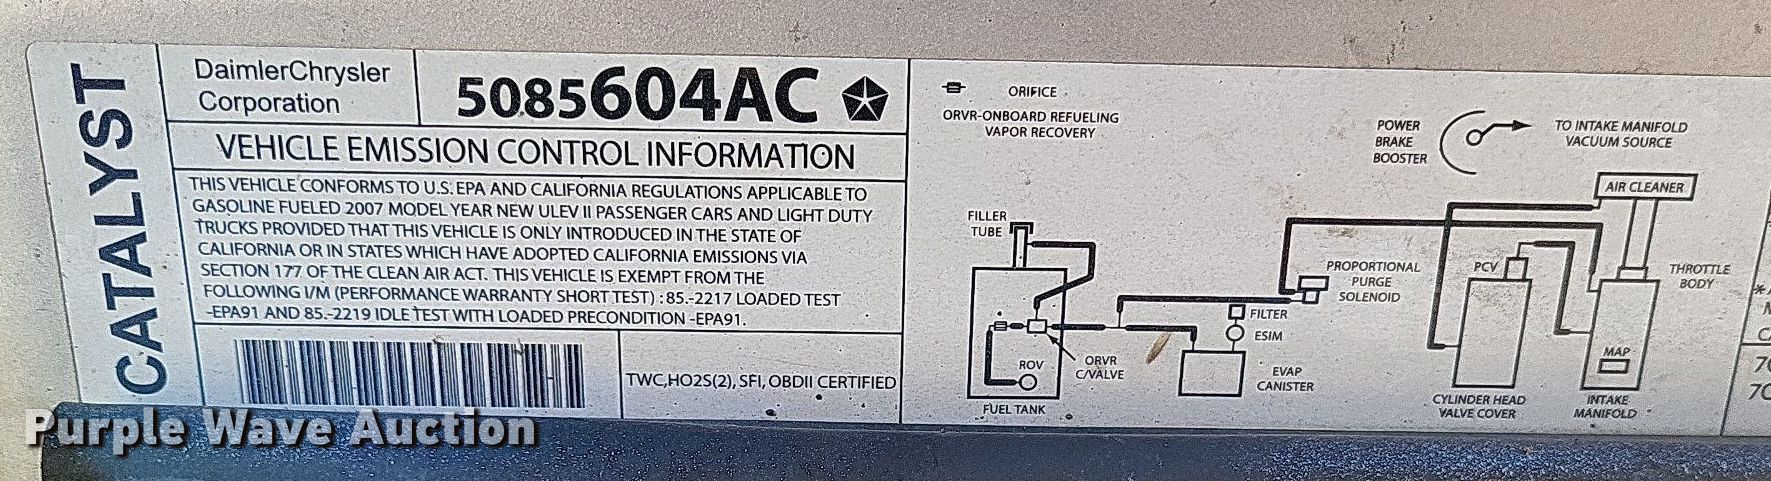 CATALYST
DaimlerChrysler
Corporation
5085604AC
VEHICLE EMISSION CONTROL INFORMATION
THIS VEHICLE CONFORMS TO U.S. EPA AND CALIFORNIA REGULATIONS APPLICABLE TO
GASOLINE FUELED 2007 MODEL YEAR NEW ULEV II PASSENGER CARS AND LIGHT DUTY
TRUCKS PROVIDED THAT THIS VEHICLE IS ONLY INTRODUCED IN THE STATE OF
CALIFORNIA OR IN STATES WHICH HAVE ADOPTED CALIFORNIA EMISSIONS VIA
SECTION 177 OF THE CLEAN AIR ACT. THIS VEHICLE IS EXEMPT FROM THE
FOLLOWING I/M (PERFORMANCE WARRANTY SHORT TEST) :85.-2217 LOADED TEST
-EPA91 AND 85.-2219 IDLE TEST WITH LOADED PRECONDITION -EPA91.
TWC,HO2S(2), SFI, OBDII CERTIFIED
ORIFICE
ORVR-ONBOARD REFUELING
VAPOR RECOVERY
POWER
BRAKE
BOOSTER
TO INTAKE MANIFOLD
VACUUM SOURCE
AIR CLEANER
FILLER
TUBE
PROPORTIONAL
PURGE
SOLENOID
PCV
THROTTLE
BODY
FILTER
ESIM
MAP
ROV
ORVR
C/VALVE
EVAP
CANISTER
FUEL TANK
CYLINDER HEAD
VALVE COVER
INTAKE
MANIFOLD
Purple Wave Auction